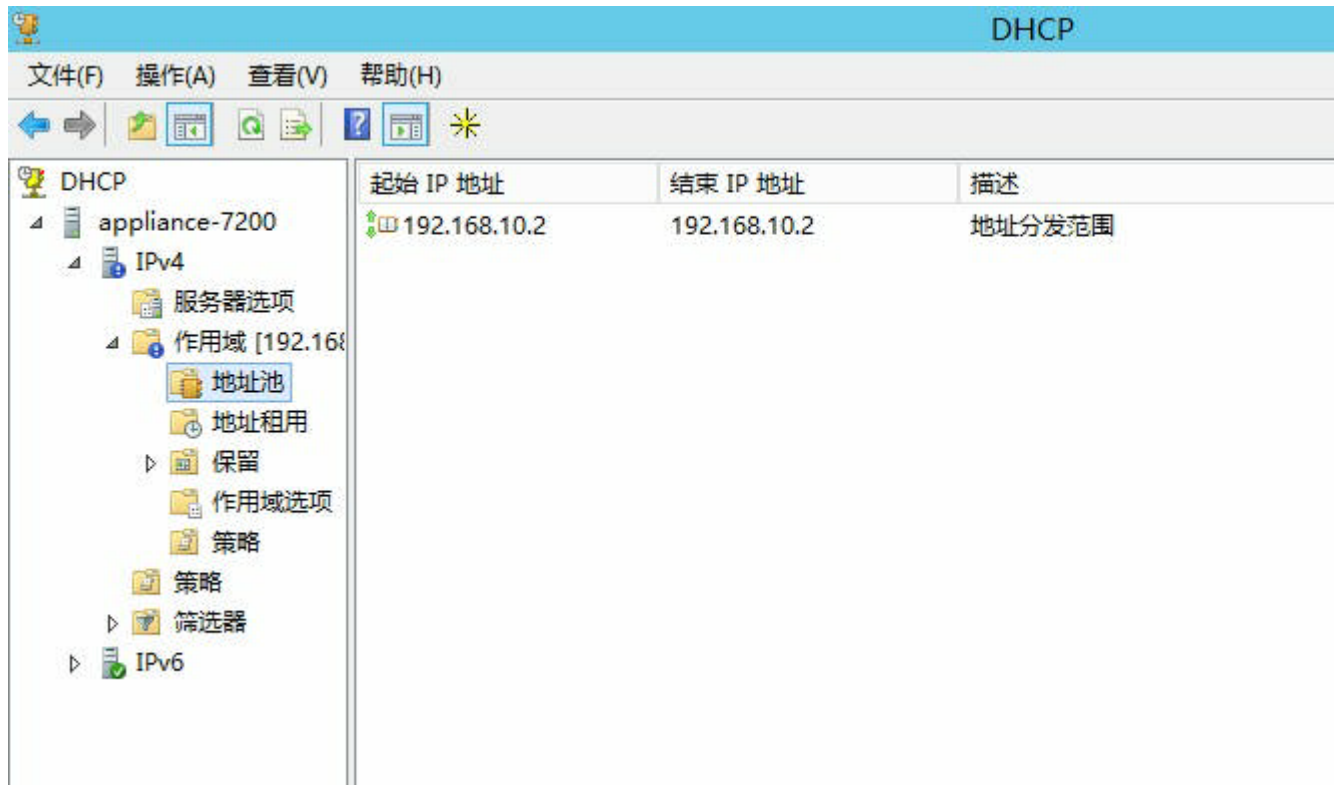 DHCP
文件(F) 操作(A) 查看(V) 帮助(H)
DHCP
appliance-7200
IPv4
服务器选项
作用域 [192.168
地址池
地址租用
保留
作用域选项
策略
策略
筛选器
IPv6
起始 IP 地址 结束 IP 地址 描述
192.168.10.2 192.168.10.2 地址分发范围